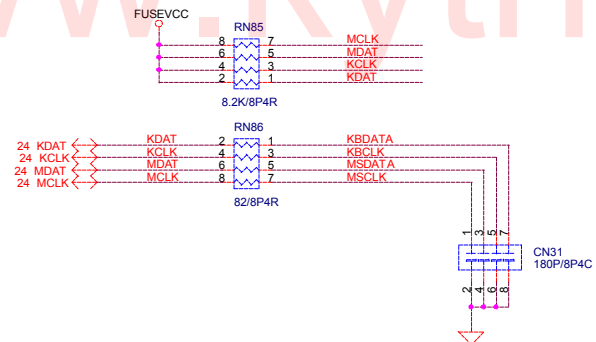 www.kythi
FUSEVCC
RN85
8 7 MCLK
6 5 MDAT
4 3 KCLK
2 1 KDAT
8.2K/8P4R
RN86
24 KDAT KDAT 2 1 KBDATA
24 KCLK KCLK 4 3 KBCLK
24 MDAT MDAT 6 5 MSDATA
24 MCLK MCLK 8 7 MSCLK
82/8P4R
1 3 5 7
CN31
180P/8P4C
2 4 6 8